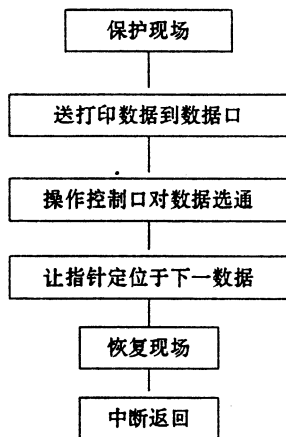 保护现场
送打印数据到数据口
操作控制口对数据选通
让指针定位于下一数据
恢复现场
中断返回